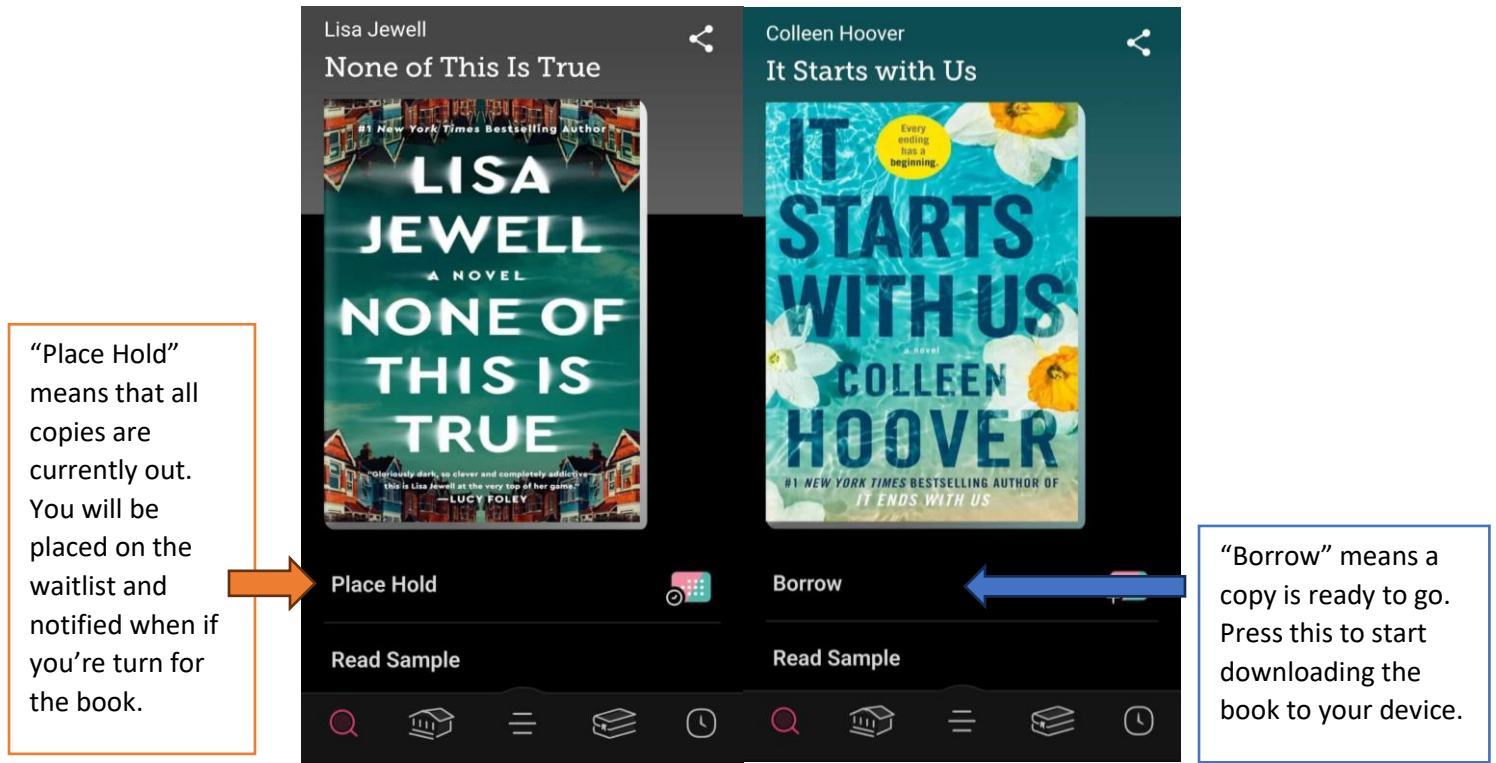 “Place Hold”
means that all
copies are
currently out.
You will be
placed on the
waitlist and
notified when if
you’re turn for
the book.
Lisa Jewell
None of This Is True
#1 New York Times Bestselling Author
LISA
JEWELL
A NOVEL
NONE OF
THIS IS
TRUE
“Gloriously dark, so clever and completely addictive—
this is Lisa Jewell at the very top of her game.”
—LUCY FOLEY
Place Hold
Read Sample
Colleen Hoover
It Starts with Us
Every
ending
has a
beginning.
IT
STARTS
WITH US
a novel
COLLEEN
HOOVER
#1 NEW YORK TIMES BESTSELLING AUTHOR OF
IT ENDS WITH US
Borrow
Read Sample
“Borrow” means a
copy is ready to go.
Press this to start
downloading the
book to your device.